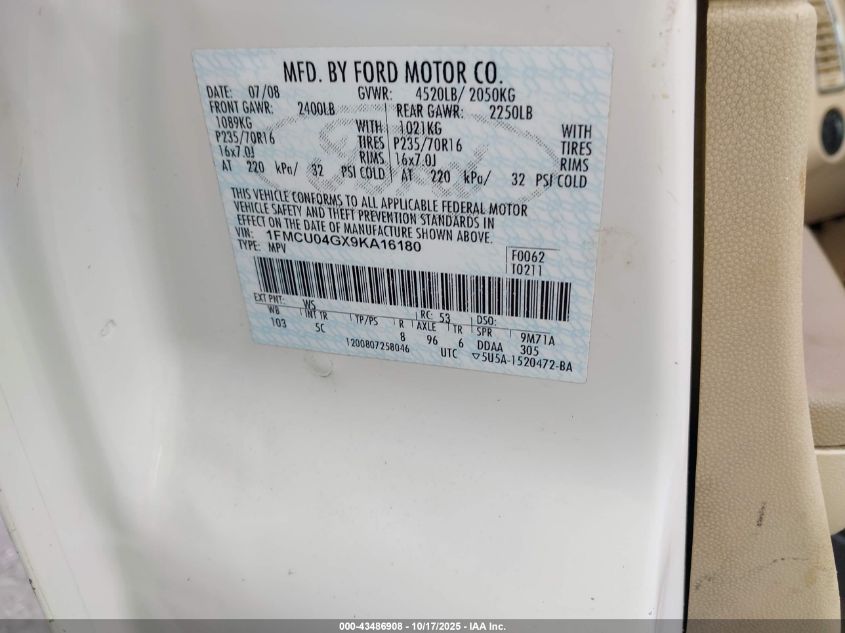 MFD. BY FORD MOTOR CO.
DATE: 07/08 GVWR: 4520LB/ 2050KG
FRONT GAWR: 2400LB REAR GAWR: 2250LB
1089KG WITH 1021KG WITH
P235/70R16 TIRES P235/70R16 TIRES
16x7.0J RIMS 16x7.0J RIMS
AT 220 kPa/ 32 PSI COLD AT 220 kPa/ 32 PSI COLD
THIS VEHICLE CONFORMS TO ALL APPLICABLE FEDERAL MOTOR
VEHICLE SAFETY AND THEFT PREVENTION STANDARDS IN
EFFECT ON THE DATE OF MANUFACTURE SHOWN ABOVE.
VIN: 1FMCU04GX9KA16180
TYPE: MPV
F0062
T0211
EXT PNT: WS RC: 53 DSO:
WB INT TR TP/PS R AXLE TR SPR 9M71A
103 5C 8 96 6 DDAA 305
1200807258046 UTC ▽5U5A-1520472-BA
000-43486908 - 10/17/2025 - IAA Inc.